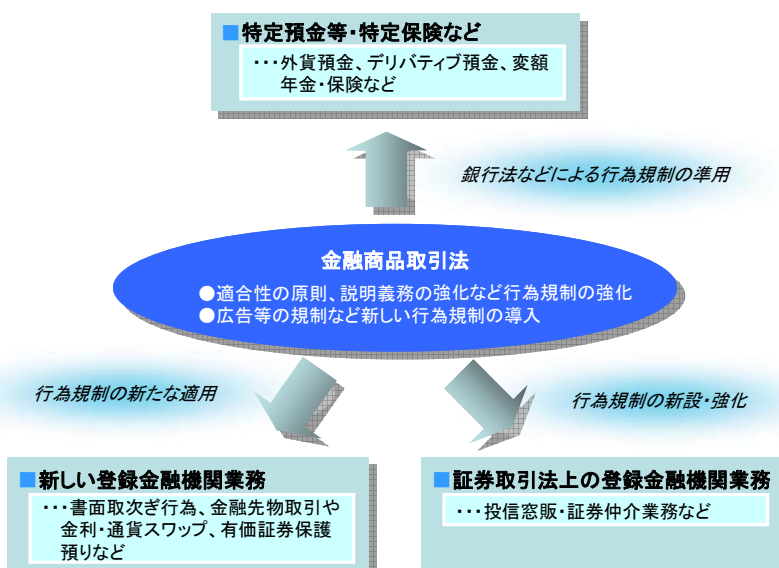 ■特定預金等・特定保険など
・・・外貨預金、デリバティブ預金、変額
年金・保険など
銀行法などによる行為規制の準用
金融商品取引法
●適合性の原則、説明義務の強化など行為規制の強化
●広告等の規制など新しい行為規制の導入
行為規制の新たな適用
行為規制の新設・強化
■新しい登録金融機関業務
・・・書面取次ぎ行為、金融先物取引や
金利・通貨スワップ、有価証券保護
預りなど
■証券取引法上の登録金融機関業務
・・・投信窓販・証券仲介業務など